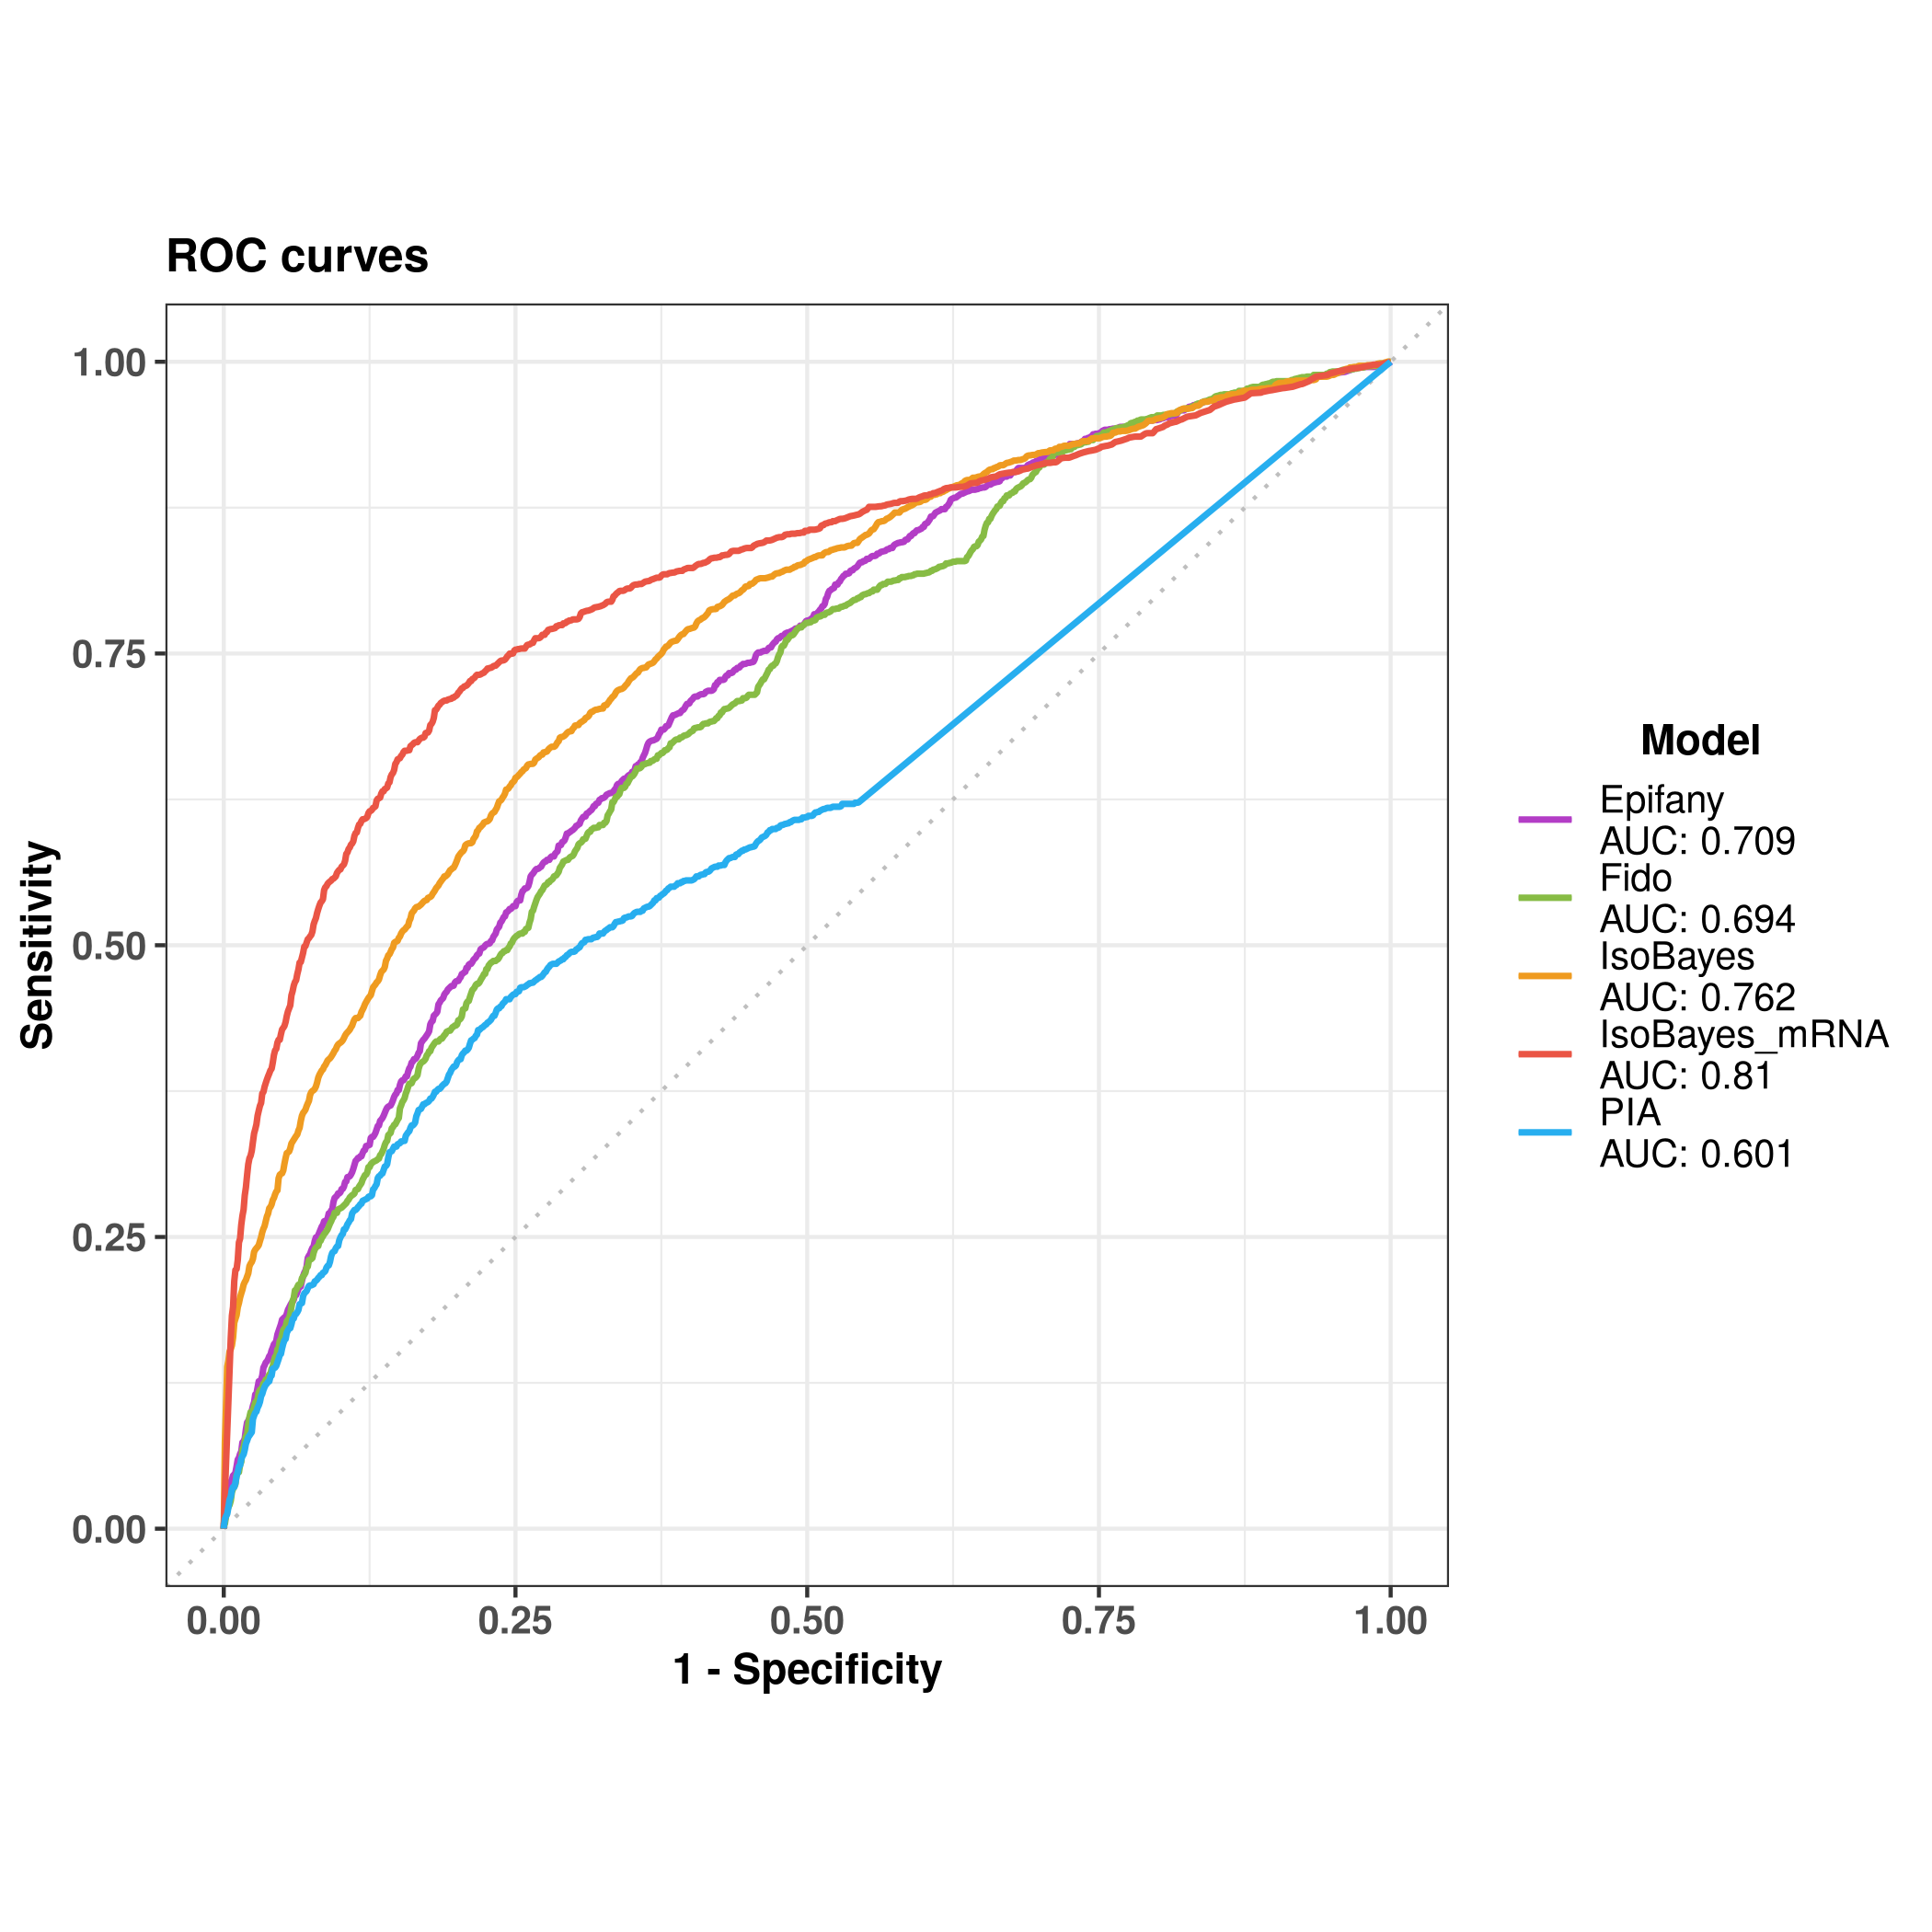 ROC curves
1.00
0.75
0.50
0.25
0.00
Sensitivity
0.00 0.25 0.50 0.75 1.00
1 - Specificity
Model
Epifany
AUC: 0.709
Fido
AUC: 0.694
IsoBayes
AUC: 0.762
IsoBayes_mRNA
AUC: 0.81
PIA
AUC: 0.601